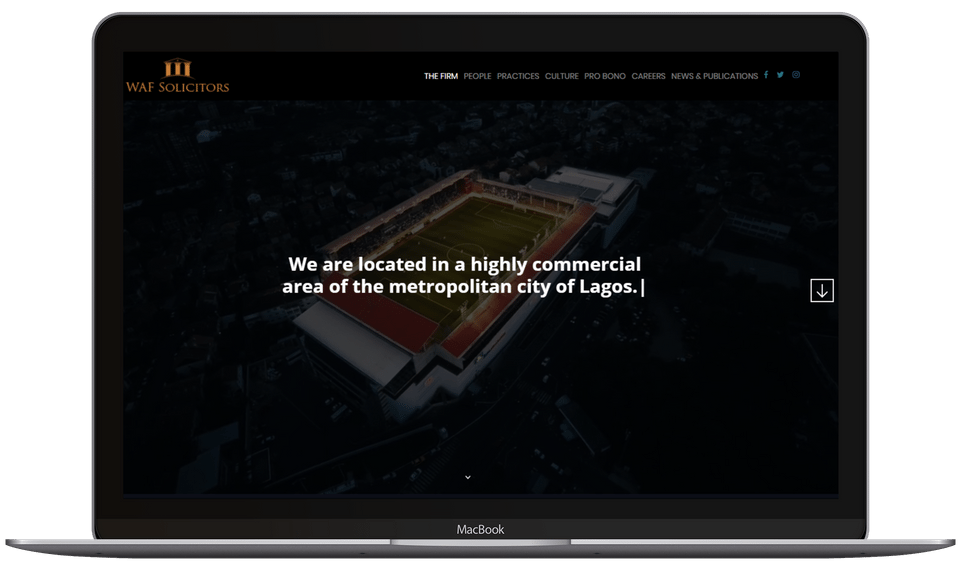 WAF SOLICITORS
THE FIRM PEOPLE PRACTICES CULTURE PRO BONO CAREERS NEWS & PUBLICATIONS
We are located in a highly commercial
area of the metropolitan city of Lagos.|
MacBook